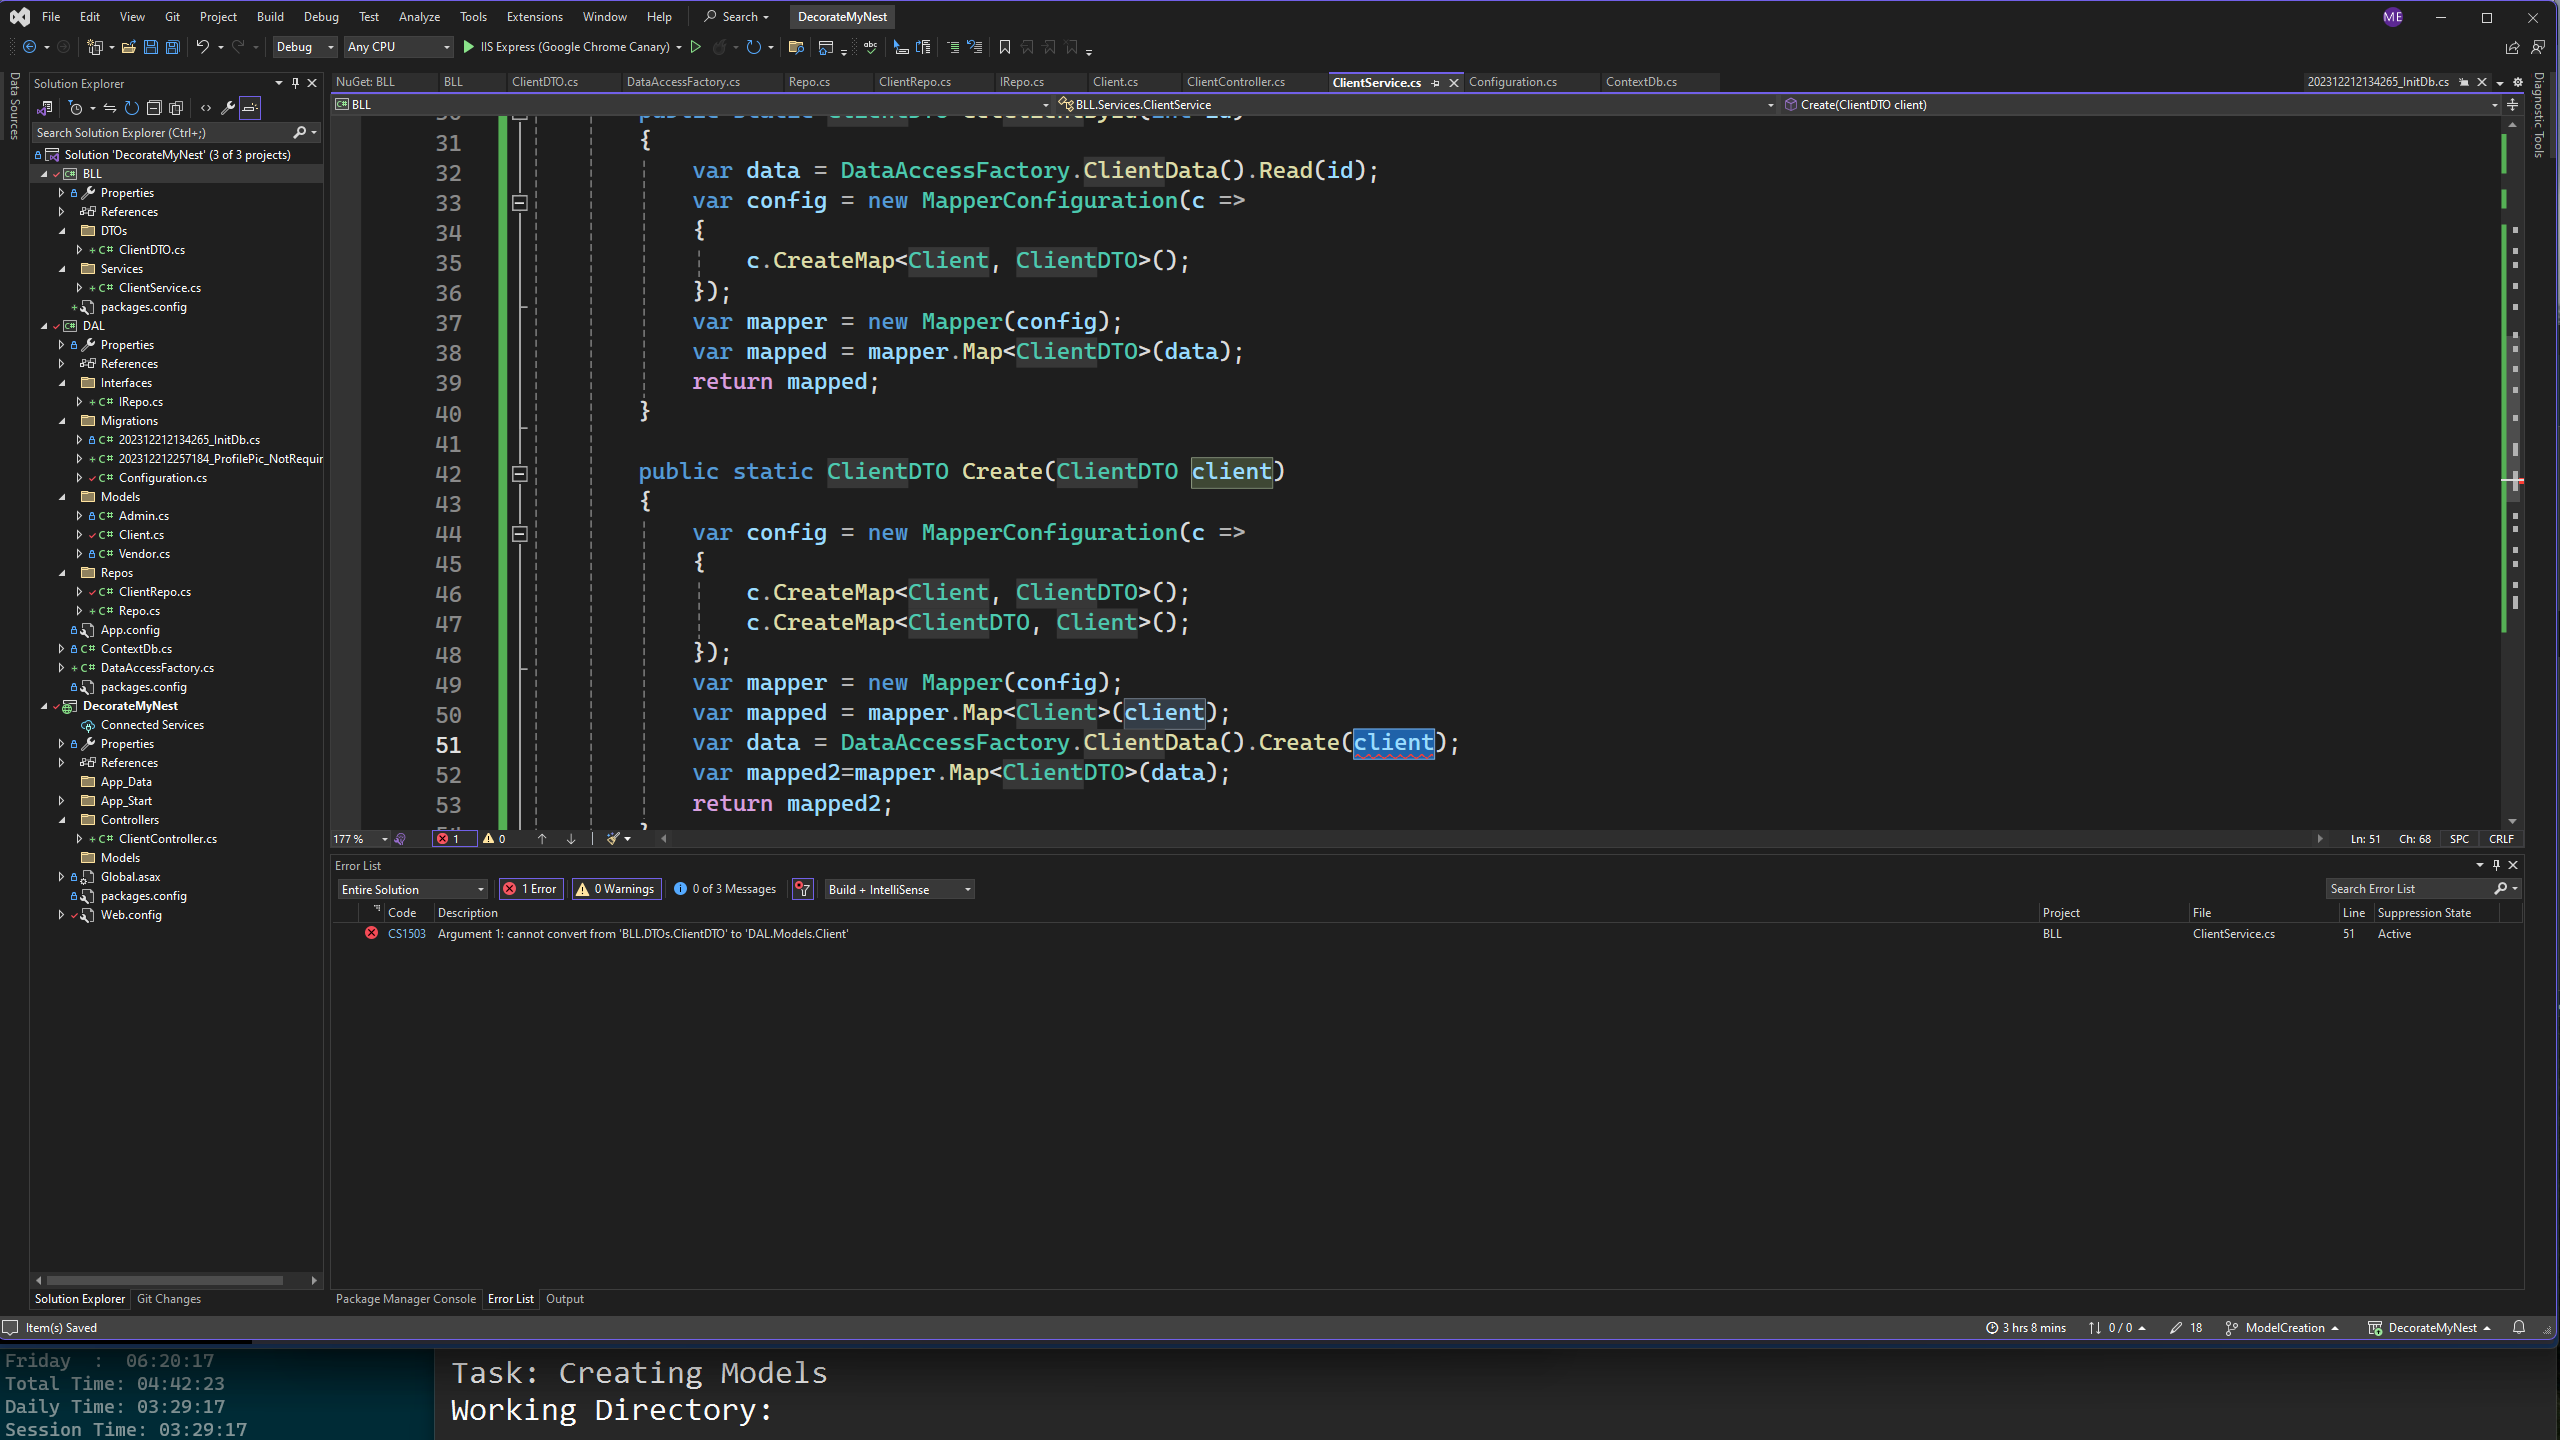 File Edit View Git Project Build Debug Test Analyze Tools Extensions Window Help Search DecorateMyNest ME
Debug Any CPU IIS Express (Google Chrome Canary)
Data Sources
Solution Explorer
Search Solution Explorer (Ctrl+;)
Solution 'DecorateMyNest' (3 of 3 projects)
BLL
Properties
References
DTOs
C# ClientDTO.cs
Services
C# ClientService.cs
packages.config
DAL
Properties
References
Interfaces
C# IRepo.cs
Migrations
C# 202312212134265_InitDb.cs
C# 202312212257184_ProfilePic_NotRequir
C# Configuration.cs
Models
C# Admin.cs
C# Client.cs
C# Vendor.cs
Repos
C# ClientRepo.cs
C# Repo.cs
App.config
C# ContextDb.cs
C# DataAccessFactory.cs
packages.config
DecorateMyNest
Connected Services
Properties
References
App_Data
App_Start
Controllers
C# ClientController.cs
Models
Global.asax
packages.config
Web.config
Solution Explorer Git Changes
NuGet: BLL BLL ClientDTO.cs DataAccessFactory.cs Repo.cs ClientRepo.cs IRepo.cs Client.cs ClientController.cs ClientService.cs Configuration.cs ContextDb.cs 202312212134265_InitDb.cs
C# BLL BLL.Services.ClientService Create(ClientDTO client)
31 {
32 var data = DataAccessFactory.ClientData().Read(id);
33 var config = new MapperConfiguration(c =>
34 {
35 c.CreateMap<Client, ClientDTO>();
36 });
37 var mapper = new Mapper(config);
38 var mapped = mapper.Map<ClientDTO>(data);
39 return mapped;
40 }
41
42 public static ClientDTO Create(ClientDTO client)
43 {
44 var config = new MapperConfiguration(c =>
45 {
46 c.CreateMap<Client, ClientDTO>();
47 c.CreateMap<ClientDTO, Client>();
48 });
49 var mapper = new Mapper(config);
50 var mapped = mapper.Map<Client>(client);
51 var data = DataAccessFactory.ClientData().Create(client);
52 var mapped2=mapper.Map<ClientDTO>(data);
53 return mapped2;
177 % 1 0 Ln: 51 Ch: 68 SPC CRLF
Diagnostic Tools
Error List
Entire Solution 1 Error 0 Warnings 0 of 3 Messages Build + IntelliSense Search Error List
Code Description Project File Line Suppression State
CS1503 Argument 1: cannot convert from 'BLL.DTOs.ClientDTO' to 'DAL.Models.Client' BLL ClientService.cs 51 Active
Package Manager Console Error List Output
Item(s) Saved 3 hrs 8 mins 0 / 0 18 ModelCreation DecorateMyNest
Friday : 06:20:17
Total Time: 04:42:23
Daily Time: 03:29:17
Session Time: 03:29:17
Task: Creating Models
Working Directory: